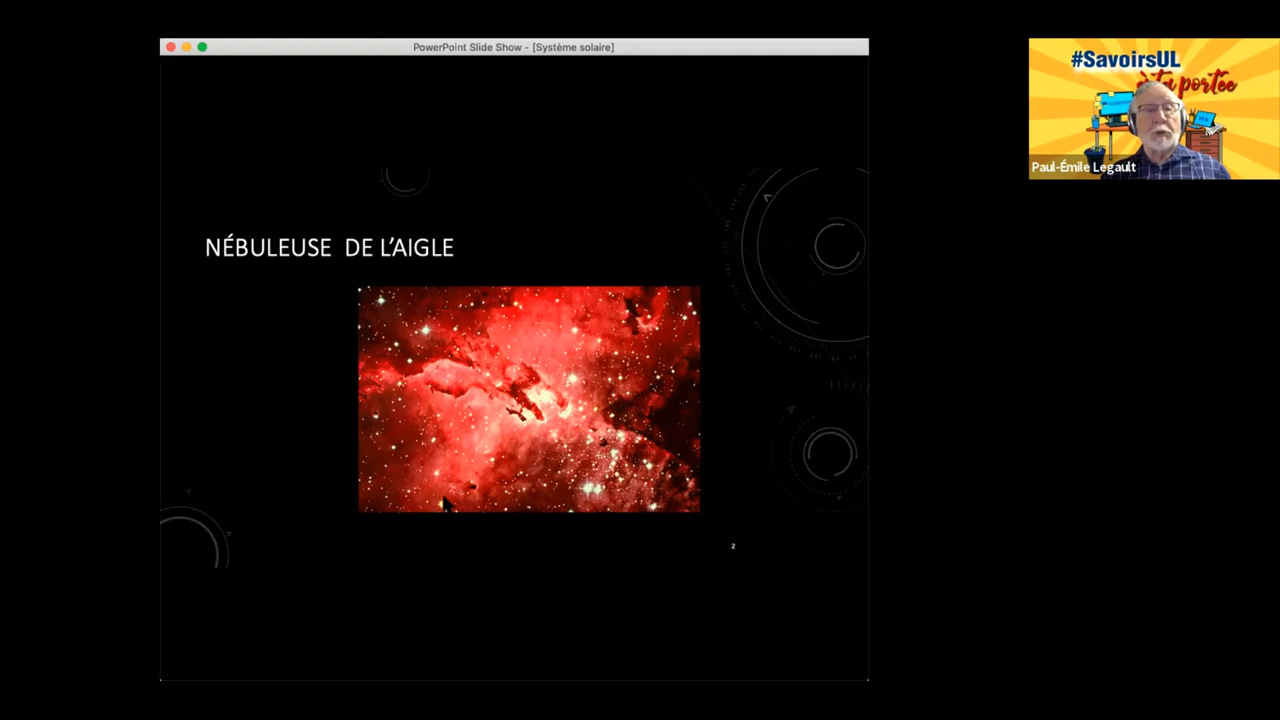 PowerPoint Slide Show - [Système solaire]
NÉBULEUSE DE L'AIGLE
2
#SavoirsUL
à ta portée
Paul-Émile Legault